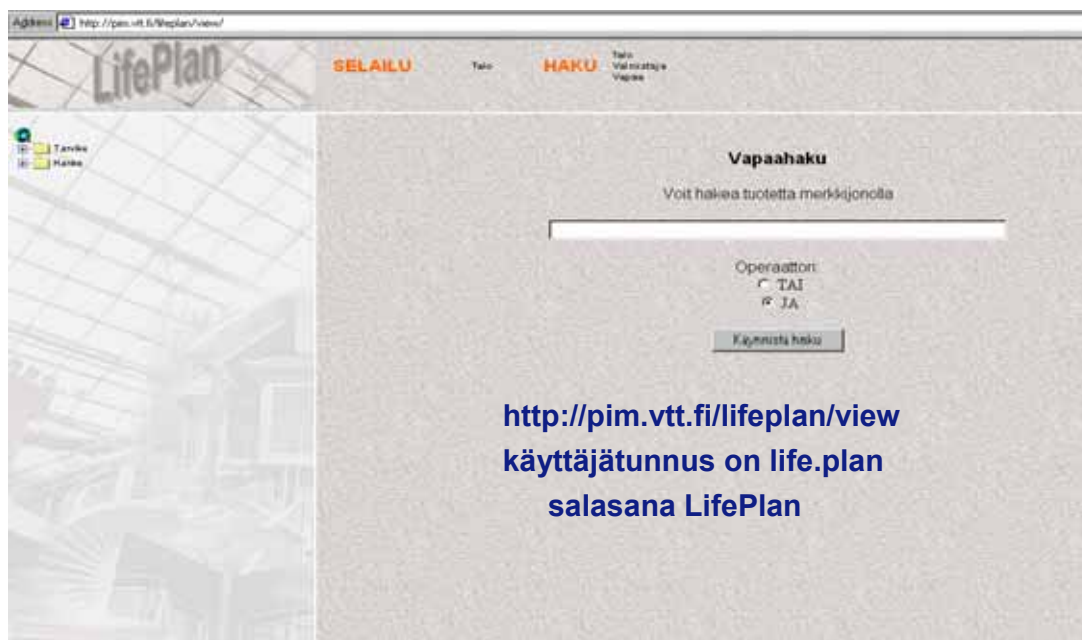 Address http://pim.vtt.fi/lifeplan/view/
LifePlan
SELAILU Talo HAKU Talo
Valmistaja
Vapaa
Tarvike
Hanke
Vapaahaku
Voit hakea tuotetta merkkijonolla
Operaattori:
TAI
JA
Käynnistä haku
http://pim.vtt.fi/lifeplan/view
käyttäjätunnus on life.plan
salasana LifePlan